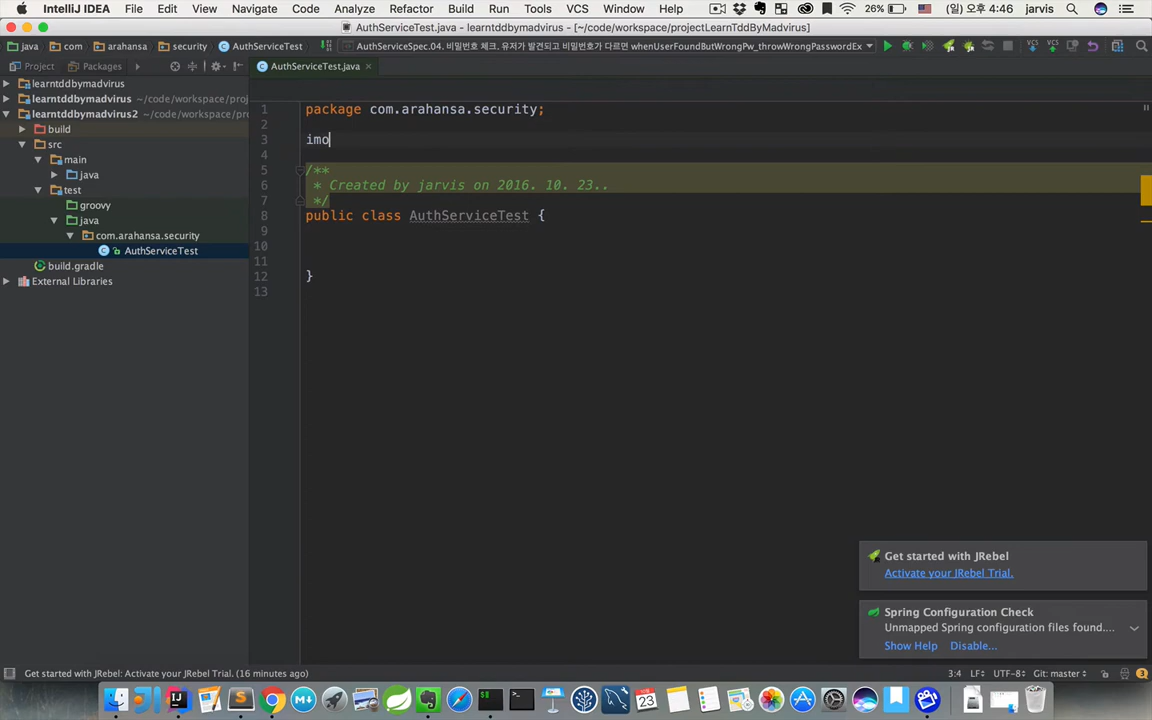 IntelliJ IDEA File Edit View Navigate Code Analyze Refactor Build Run Tools VCS Window Help 26% (일) 오후 4:46 jarvis
AuthServiceTest.java - learntddbymadvirus - [~/code/workspace/projectLearnTddByMadvirus]
java com arahansa security AuthServiceTest AuthServiceSpec.04. 비밀번호 체크, 유저가 발견되고 비밀번호가 다르면 whenUserFoundButWrongPw_throwWrongPasswordEx VCS VCS
Project Packages AuthServiceTest.java
learntddbymadvirus
learntddbymadvirus ~/code/workspace/proj
learntddbymadvirus2 ~/code/workspace/pro
build
src
main
java
test
groovy
java
com.arahansa.security
AuthServiceTest
build.gradle
External Libraries
1 package com.arahansa.security;
2
3 imo
4
5 /**
6 * Created by jarvis on 2016. 10. 23..
7 */
8 public class AuthServiceTest {
9
10
11
12 }
13
Get started with JRebel
Activate your JRebel Trial.
Spring Configuration Check
Unmapped Spring configuration files found....
Show Help Disable...
Get started with JRebel: Activate your JRebel Trial. (16 minutes ago) 3:4 LF UTF-8 Git: master 3